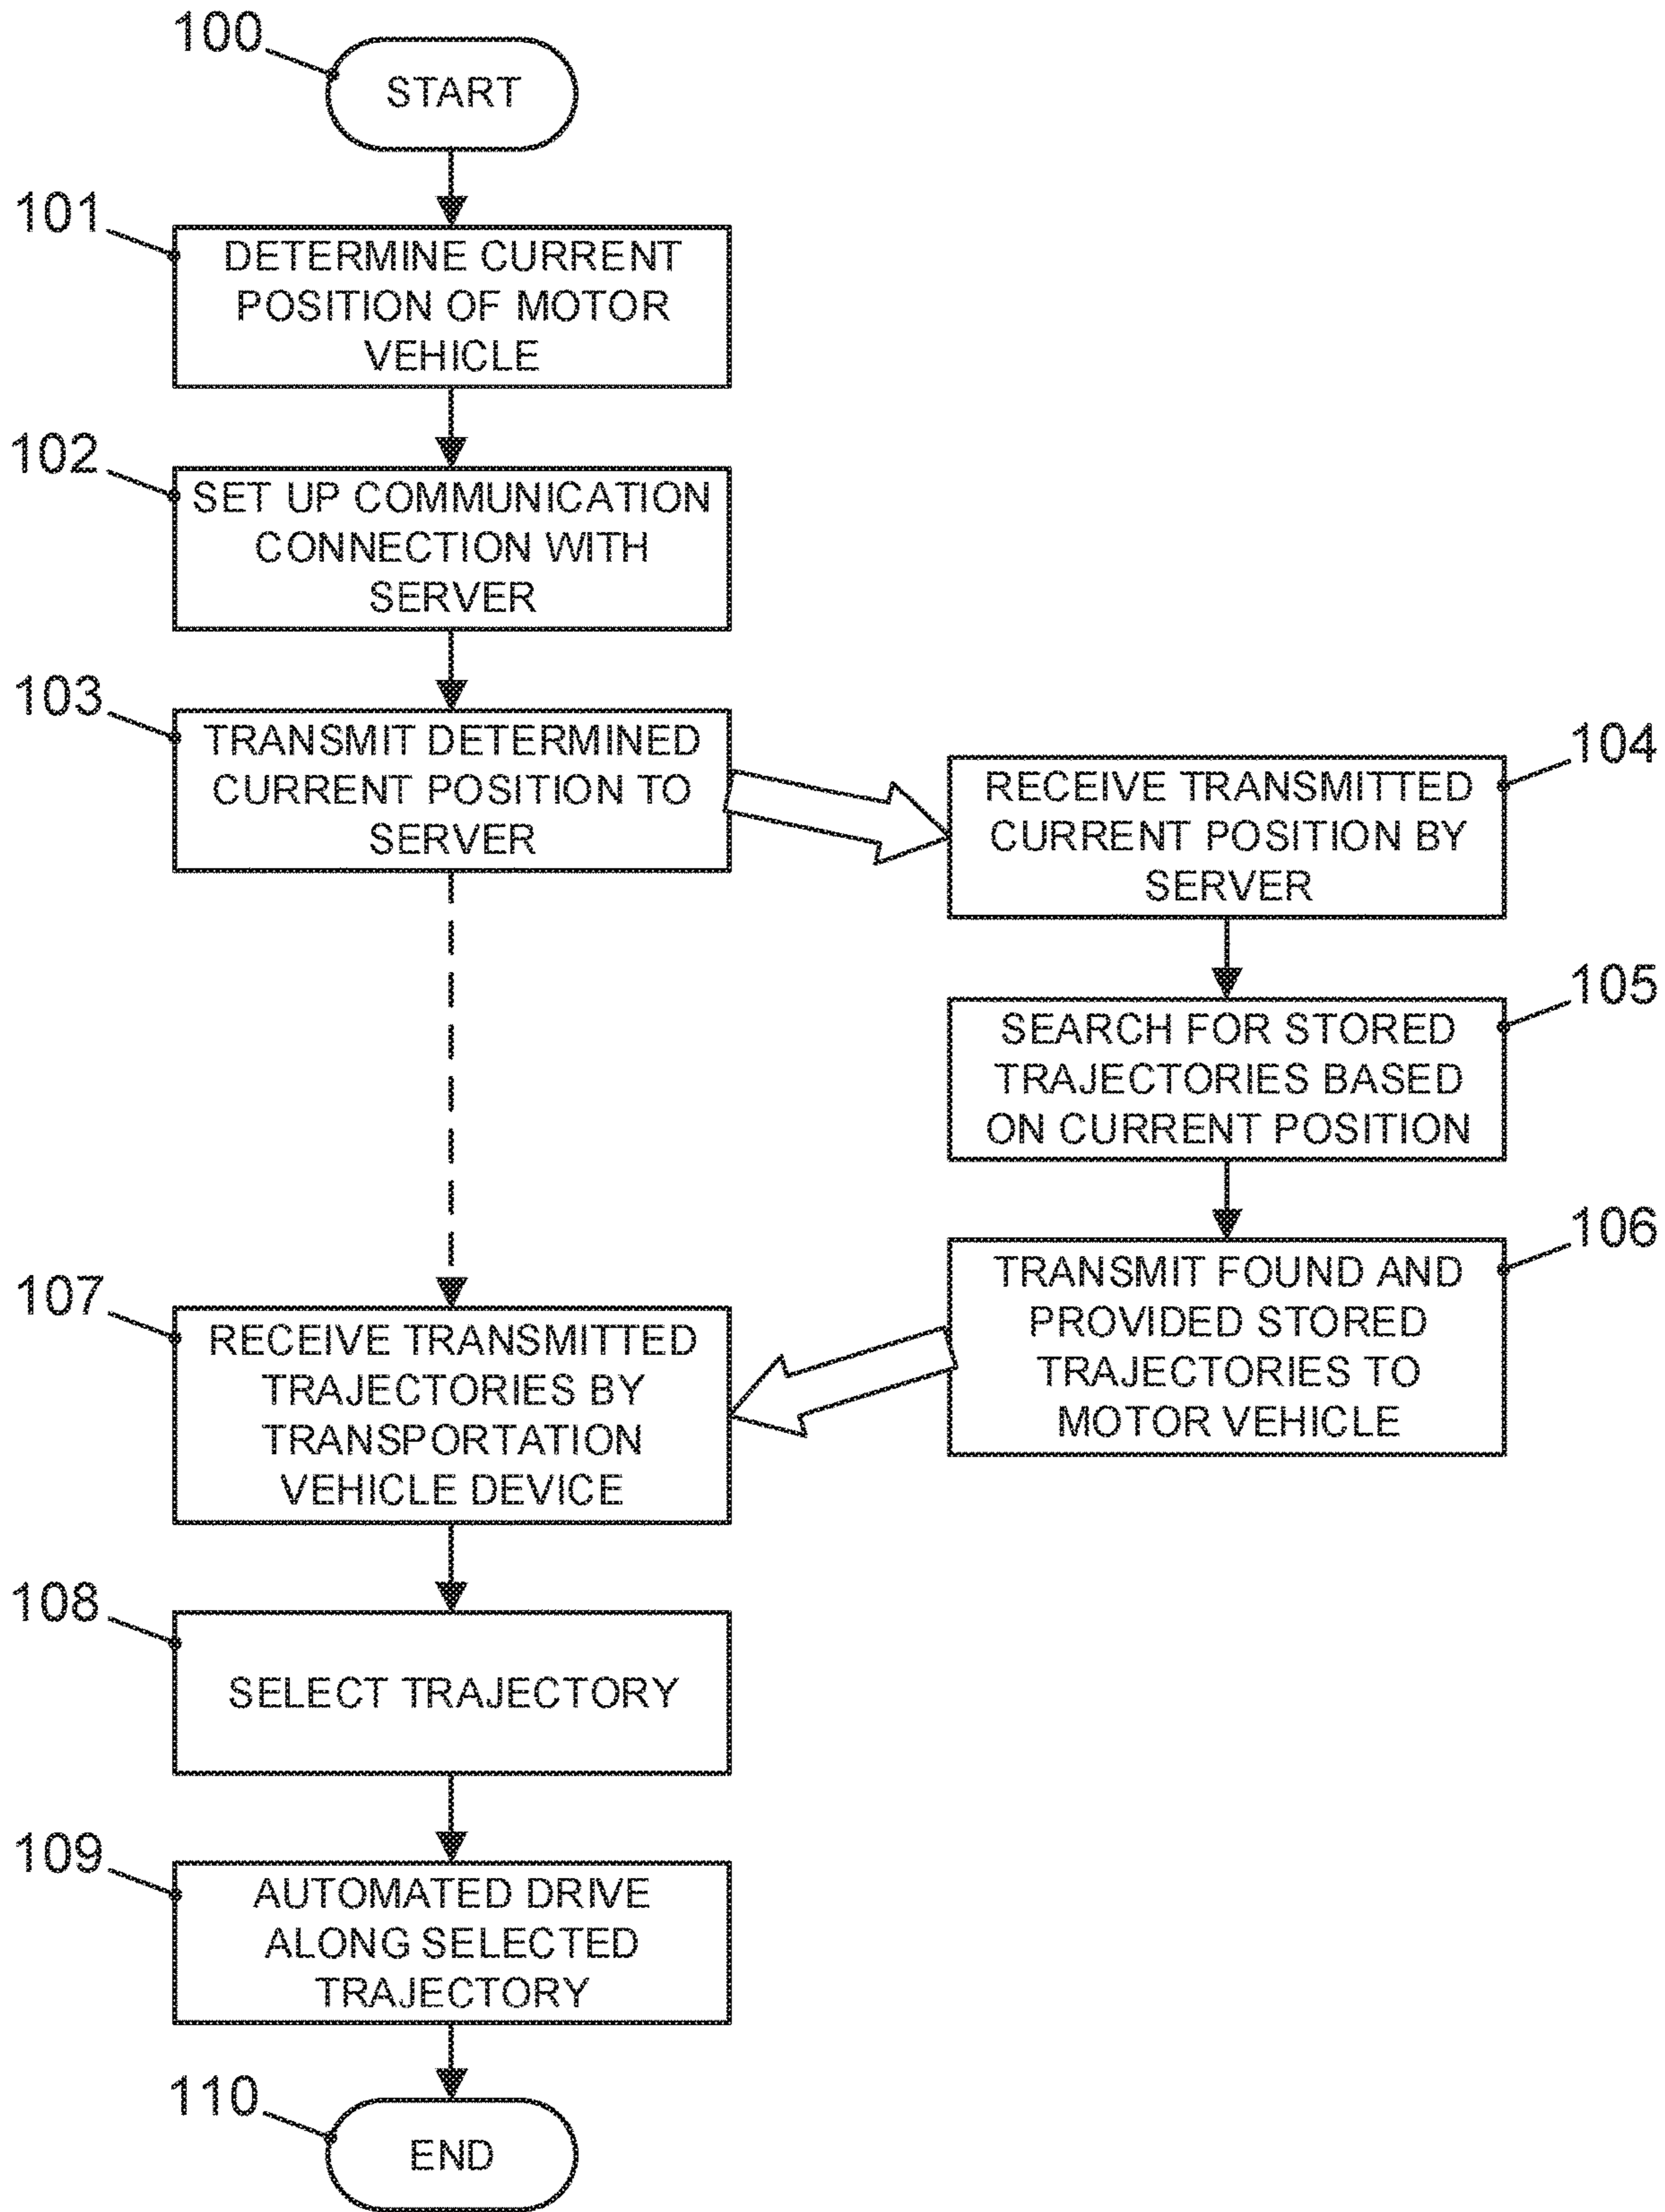 100
START
101
DETERMINE CURRENT
POSITION OF MOTOR
VEHICLE
102
SET UP COMMUNICATION
CONNECTION WITH
SERVER
103
TRANSMIT DETERMINED
CURRENT POSITION TO
SERVER
104
RECEIVE TRANSMITTED
CURRENT POSITION BY
SERVER
105
SEARCH FOR STORED
TRAJECTORIES BASED
ON CURRENT POSITION
106
TRANSMIT FOUND AND
PROVIDED STORED
TRAJECTORIES TO
MOTOR VEHICLE
107
RECEIVE TRANSMITTED
TRAJECTORIES BY
TRANSPORTATION
VEHICLE DEVICE
108
SELECT TRAJECTORY
109
AUTOMATED DRIVE
ALONG SELECTED
TRAJECTORY
110
END